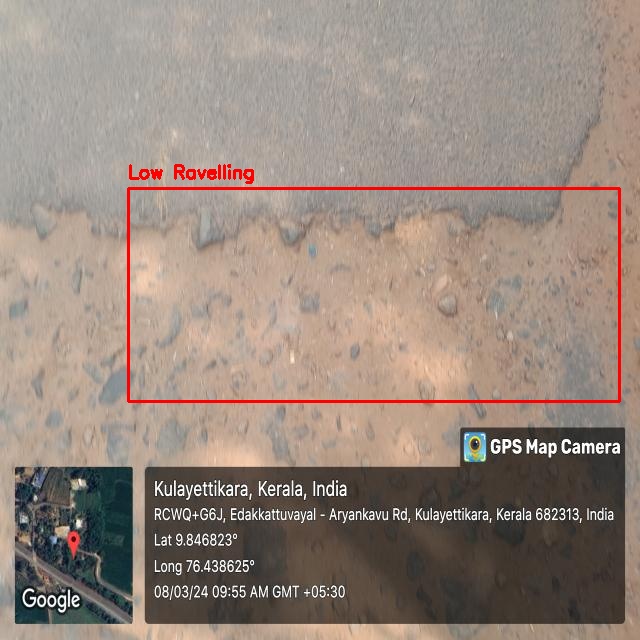 Low Ravelling
GPS Map Camera
Kulayettikara, Kerala, India
RCWQ+G6J, Edakkattuvayal - Aryankavu Rd, Kulayettikara, Kerala 682313, India
Lat 9.846823°
Long 76.438625°
08/03/24 09:55 AM GMT +05:30
Google